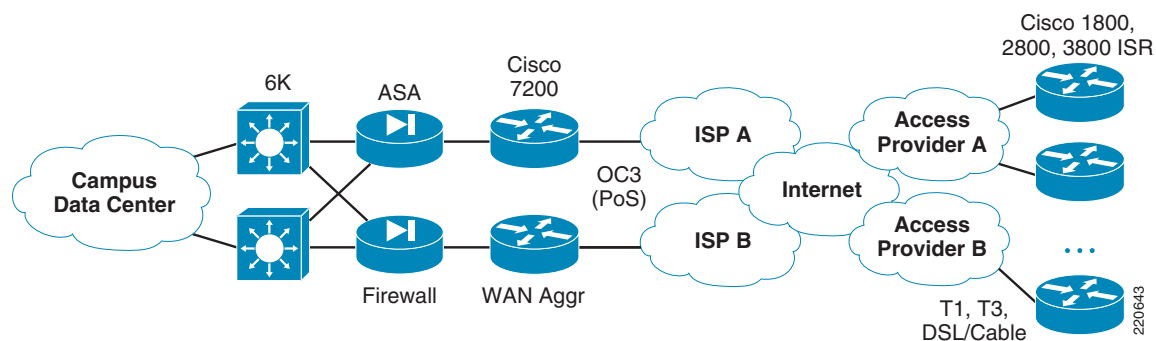 Cisco 1800,
2800, 3800 ISR
6K
ASA
Cisco
7200
Campus
Data Center
ISP A
Access
Provider A
OC3
(PoS)
Internet
ISP B
Access
Provider B
...
Firewall
WAN Aggr
T1, T3,
DSL/Cable
220643